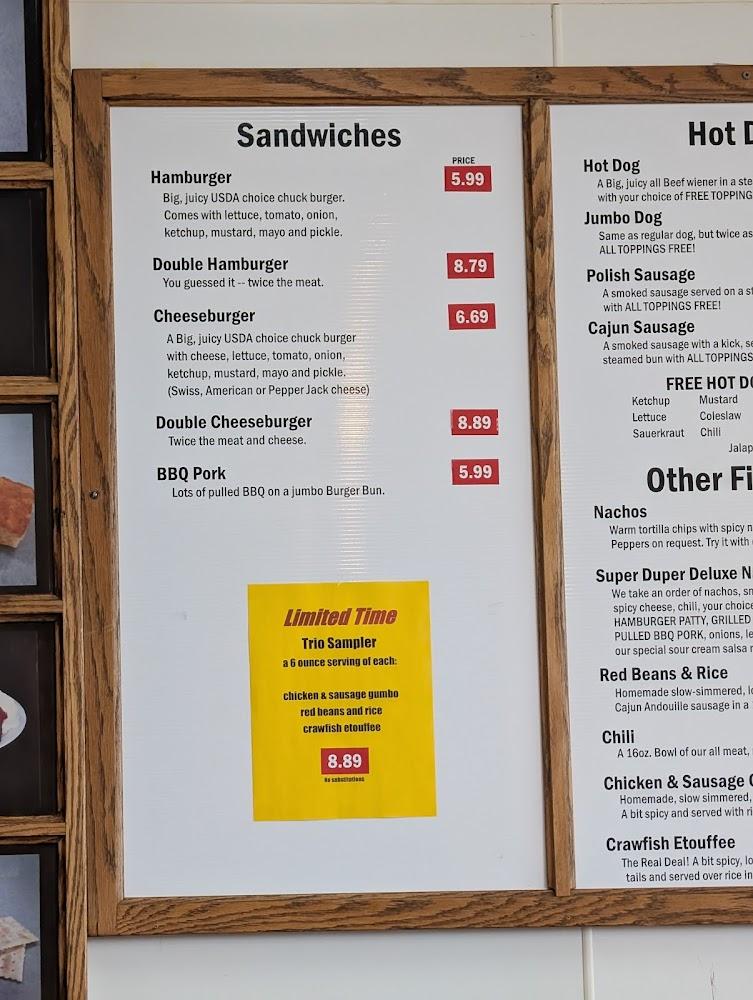 Sandwiches
PRICE
Hamburger
5.99
Big, juicy USDA choice chuck burger.
Comes with lettuce, tomato, onion,
ketchup, mustard, mayo and pickle.
Double Hamburger
8.79
You guessed it -- twice the meat.
Cheeseburger
6.69
A Big, juicy USDA choice chuck burger
with cheese, lettuce, tomato, onion,
ketchup, mustard, mayo and pickle.
(Swiss, American or Pepper Jack cheese)
Double Cheeseburger
8.89
Twice the meat and cheese.
BBQ Pork
5.99
Lots of pulled BBQ on a jumbo Burger Bun.
Limited Time
Trio Sampler
a 6 ounce serving of each:
chicken & sausage gumbo
red beans and rice
crawfish etouffee
8.89
No substitutions
Hot
Hot Dog
A Big, juicy all Beef wiener in a
with your choice of FREE TOPPING
Jumbo Dog
Same as regular dog, but twice as
ALL TOPPINGS FREE!
Polish Sausage
A smoked sausage served on a
with ALL TOPPINGS FREE!
Cajun Sausage
A smoked sausage with a kick,
steamed bun with ALL TOPPINGS
FREE HOT
Ketchup Mustard
Lettuce Coleslaw
Sauerkraut Chili
Jalap
Other
Nachos
Warm tortilla chips with spicy
Peppers on request. Try it with
Super Duper Deluxe
We take an order of nachos,
spicy cheese, chili, your choice
HAMBURGER PATTY, GRILLED
PULLED BBQ PORK, onions,
our special sour cream salsa
Red Beans & Rice
Homemade slow-simmered,
Cajun Andouille sausage in a
Chili
A 16oz. Bowl of our all meat,
Chicken & Sausage
Homemade, slow simmered,
A bit spicy and served with
Crawfish Etouffee
The Real Deal! A bit spicy,
tails and served over rice in